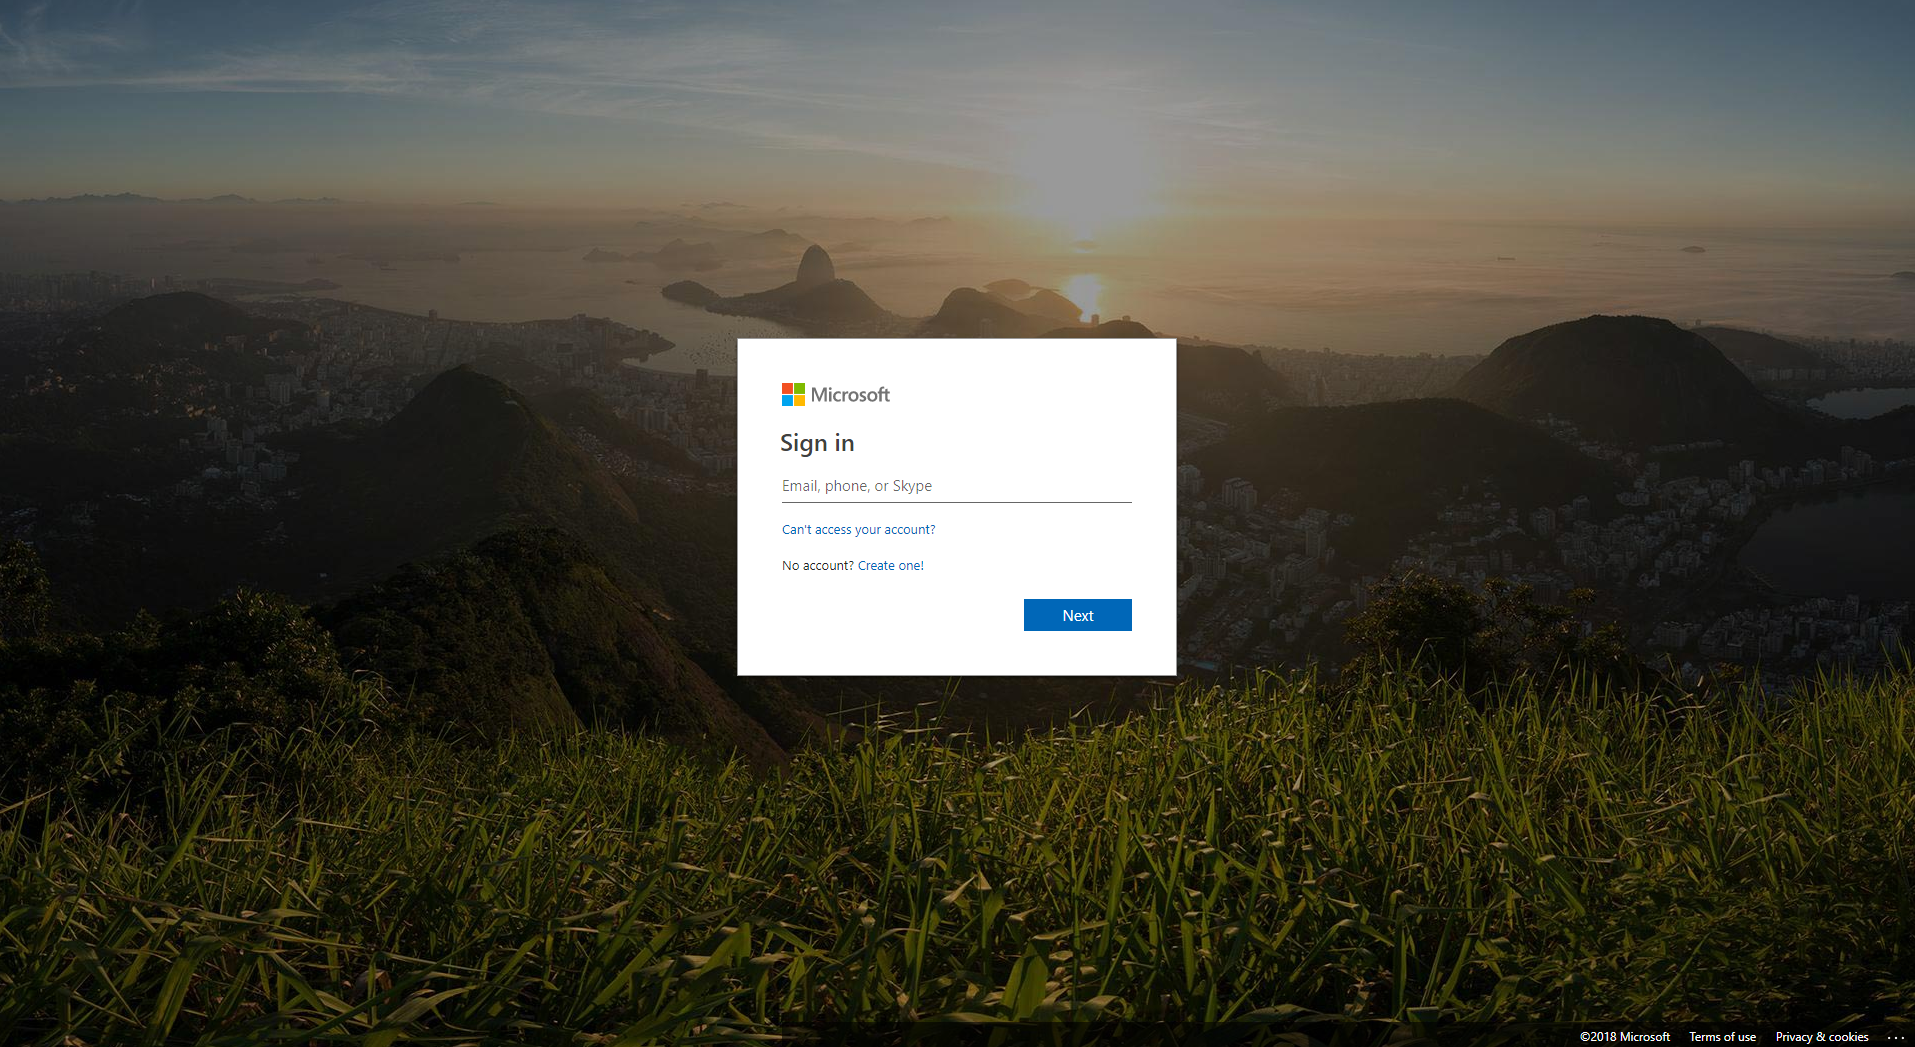 Microsoft
Sign in
Email, phone, or Skype
Can't access your account?
No account? Create one!
Next
©2018 Microsoft Terms of use Privacy & cookies ...